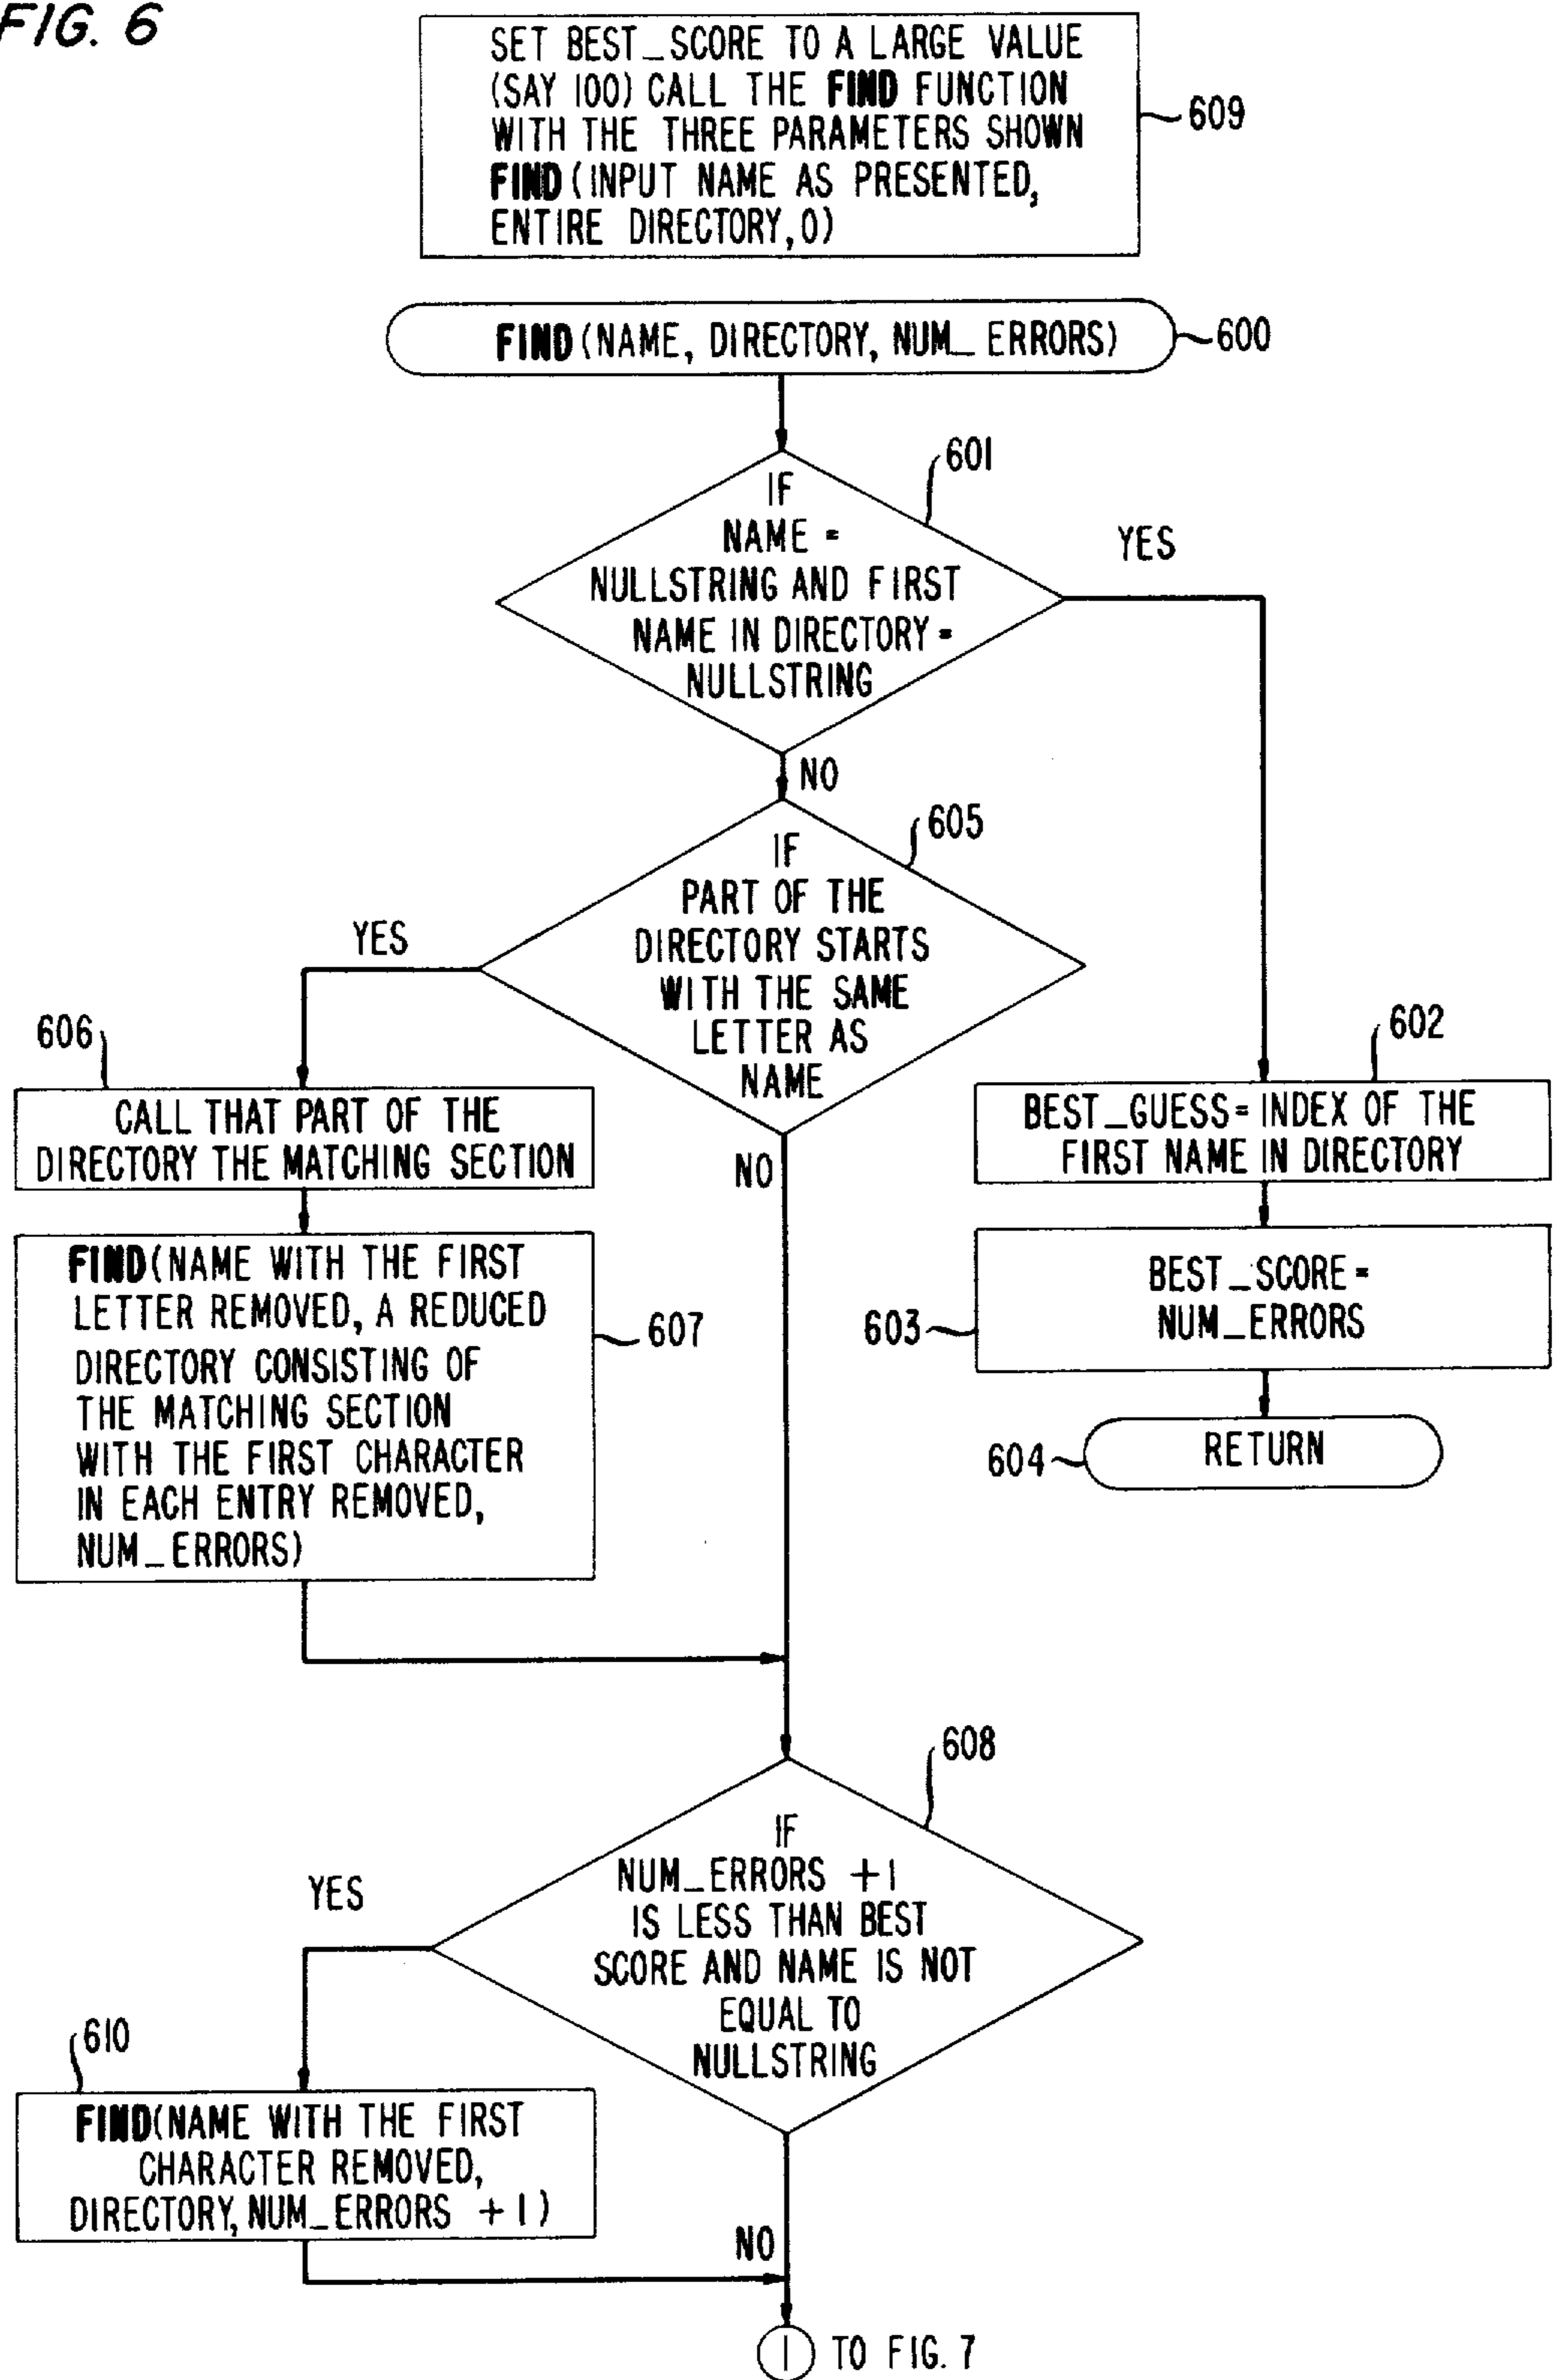 FIG. 6
SET BEST_SCORE TO A LARGE VALUE
(SAY 100) CALL THE FIND FUNCTION
WITH THE THREE PARAMETERS SHOWN
FIND (INPUT NAME AS PRESENTED,
ENTIRE DIRECTORY, 0)
609
FIND (NAME, DIRECTORY, NUM_ ERRORS)
600
601
IF
NAME =
NULLSTRING AND FIRST
NAME IN DIRECTORY =
NULLSTRING
YES
NO
605
IF
PART OF THE
DIRECTORY STARTS
WITH THE SAME
LETTER AS
NAME
YES
NO
606
CALL THAT PART OF THE
DIRECTORY THE MATCHING SECTION
602
BEST_GUESS = INDEX OF THE
FIRST NAME IN DIRECTORY
FIND (NAME WITH THE FIRST
LETTER REMOVED, A REDUCED
DIRECTORY CONSISTING OF
THE MATCHING SECTION
WITH THE FIRST CHARACTER
IN EACH ENTRY REMOVED,
NUM_ERRORS)
607
BEST_SCORE =
NUM_ERRORS
603
RETURN
604
608
IF
NUM_ERRORS +1
IS LESS THAN BEST
SCORE AND NAME IS NOT
EQUAL TO
NULLSTRING
YES
610
FIND(NAME WITH THE FIRST
CHARACTER REMOVED,
DIRECTORY, NUM_ERRORS +1)
NO
1 TO FIG. 7